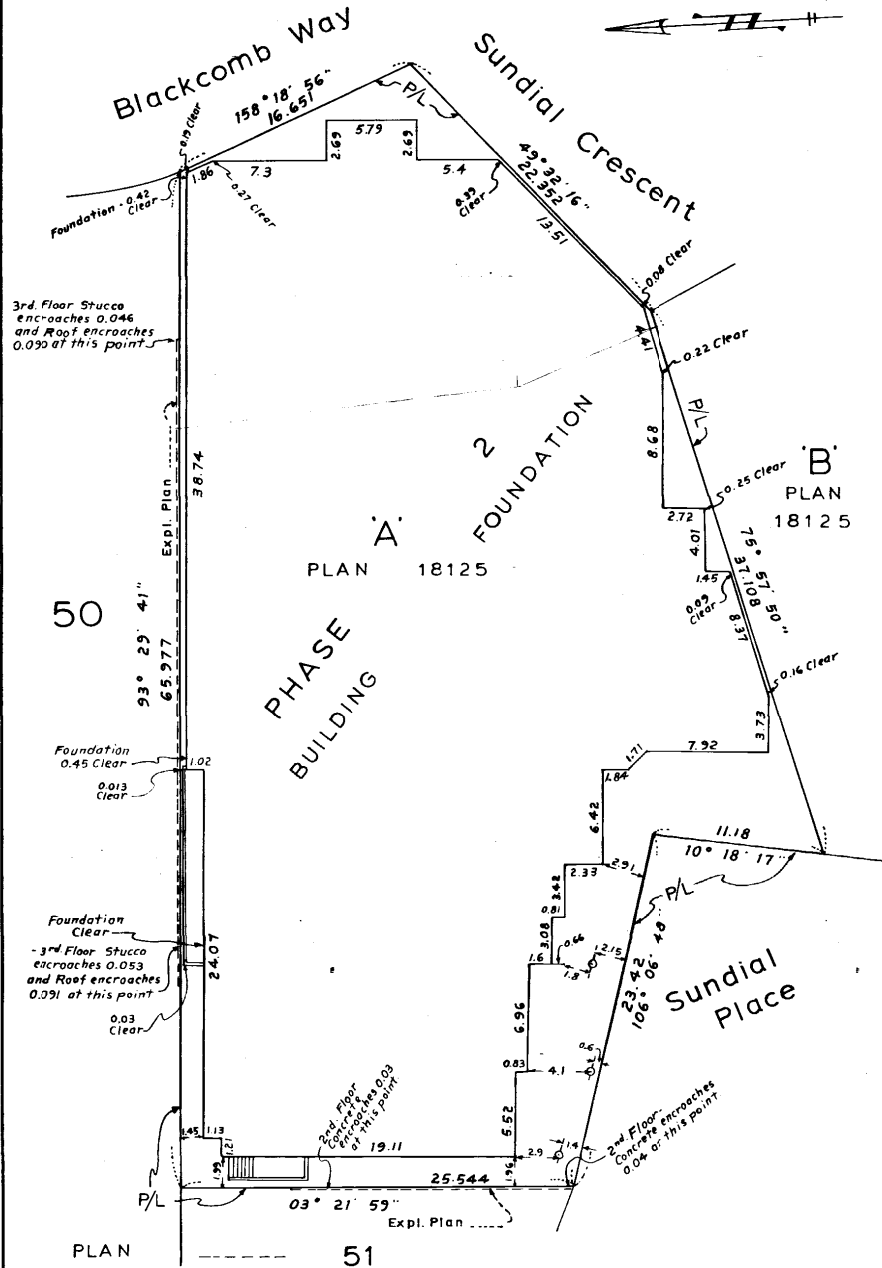 Blackcomb Way
Sundial Crescent
0.19 Clear
158° 18' 56"
16.651
P/L
49° 32' 16"
22.352
13.51
5.79
2.69
2.69
7.3
5.4
1.86
0.27 Clear
0.39
Clear
Foundation - 0.42
Clear
0.08 Clear
3rd. Floor Stucco
encroaches 0.046
and Roof encroaches
0.090 at this point
4.41
0.22 Clear
P/L
8.68
'B'
PLAN
18125
0.25 Clear
2.72
4.01
1.45
0.09
Clear
75° 57' 50"
37.108
8.37
0.16 Clear
3.73
Expl. Plan
38.74
2
FOUNDATION
'A'
PLAN 18125
50
93° 29' 41"
65.977
PHASE
BUILDING
7.92
1.71
1.84
Foundation
0.45 Clear
1.02
0.013
Clear
6.42
11.18
10° 18' 17"
P/L
2.91
2.33
3.42
0.81
3.08
0.66
1.6
1.8
1.2
2.15
23.42
106° 06' 48"
Sundial
Place
Foundation
Clear
- 3rd. Floor Stucco
encroaches 0.053
and Roof encroaches
0.091 at this point
24.07
0.03
Clear
6.96
0.6
0.83
4.1
5.52
2nd. Floor
Concrete
encroaches 0.03
at this point
2nd. Floor
Concrete encroaches
0.04 at this point
1.45
1.13
1.21
19.11
2.9
1.4
1.99
1.96
25.544
P/L
03° 21' 59"
Expl. Plan
PLAN
51